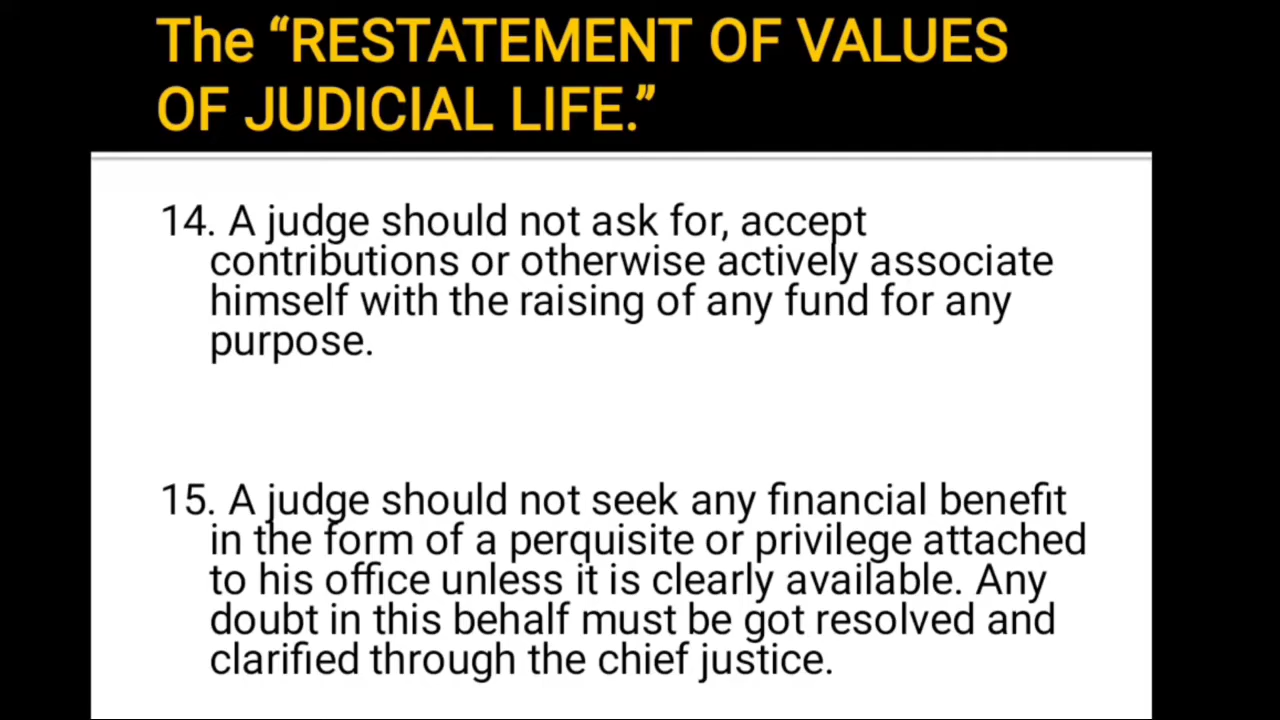 The “RESTATEMENT OF VALUES
OF JUDICIAL LIFE.”
14. A judge should not ask for, accept
contributions or otherwise actively associate
himself with the raising of any fund for any
purpose.
15. A judge should not seek any financial benefit
in the form of a perquisite or privilege attached
to his office unless it is clearly available. Any
doubt in this behalf must be got resolved and
clarified through the chief justice.